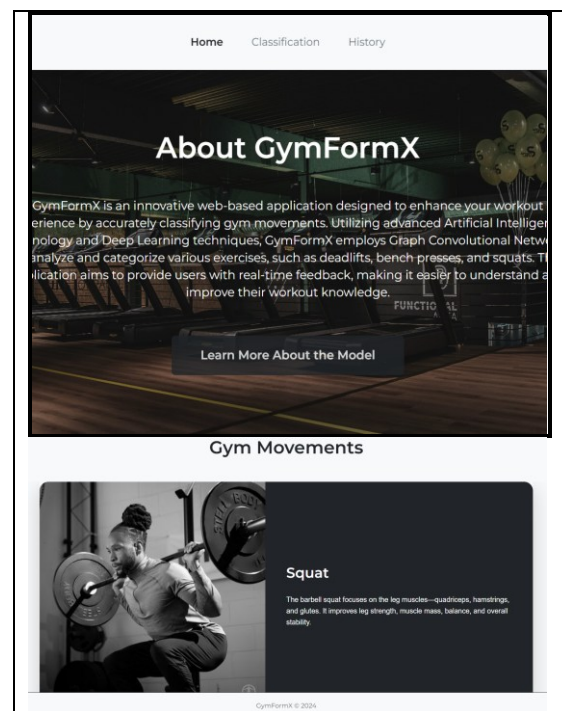 Home Classification History
About GymFormX
GymFormX is an innovative web-based application designed to enhance your workout
erience by accurately classifying gym movements. Utilizing advanced Artificial Intelligen
nology and Deep Learning techniques, GymFormX employs Graph Convolutional Netwo
analyze and categorize various exercises, such as deadlifts, bench presses, and squats. Th
plication aims to provide users with real-time feedback, making it easier to understand a
improve their workout knowledge.
FUNCTIONAL
Learn More About the Model
Gym Movements
STEEL BODY
Squat
The barbell squat focuses on the leg muscles—quadriceps, hamstrings,
and glutes. It improves leg strength, muscle mass, balance, and overall
stability.
GymFormX © 2024